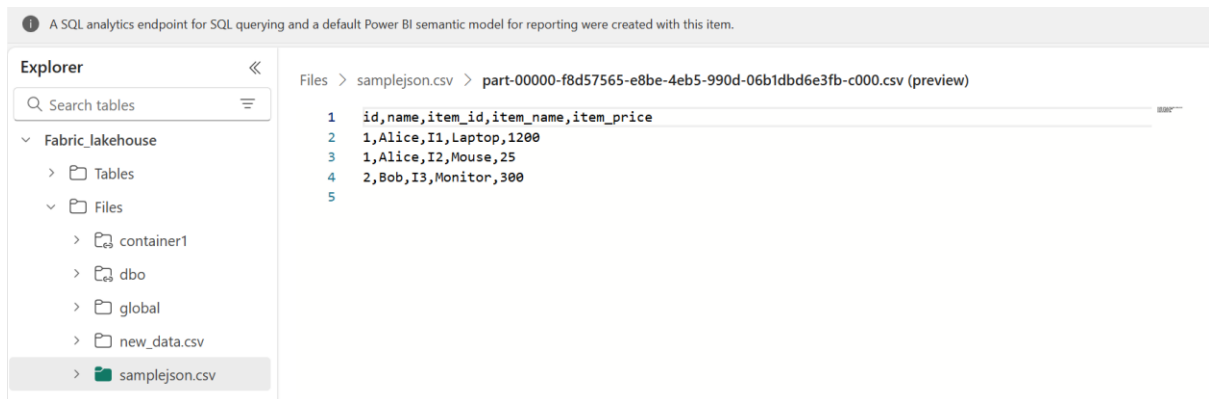 A SQL analytics endpoint for SQL querying and a default Power BI semantic model for reporting were created with this item.
Explorer
Search tables
Fabric_lakehouse
Tables
Files
container1
dbo
global
new_data.csv
samplejson.csv
Files > samplejson.csv > part-00000-f8d57565-e8be-4eb5-990d-06b1dbd6e3fb-c000.csv (preview)
1 id,name,item_id,item_name,item_price
2 1,Alice,I1,Laptop,1200
3 1,Alice,I2,Mouse,25
4 2,Bob,I3,Monitor,300
5